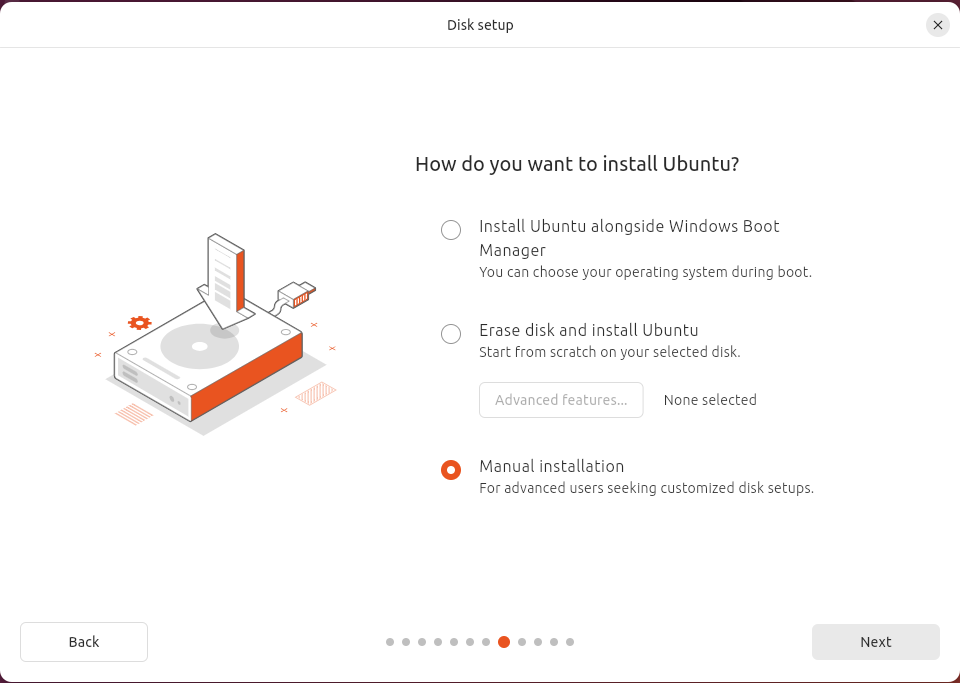 Disk setup
How do you want to install Ubuntu?
Install Ubuntu alongside Windows Boot
Manager
You can choose your operating system during boot.
Erase disk and install Ubuntu
Start from scratch on your selected disk.
Advanced features... None selected
Manual installation
For advanced users seeking customized disk setups.
Back Next